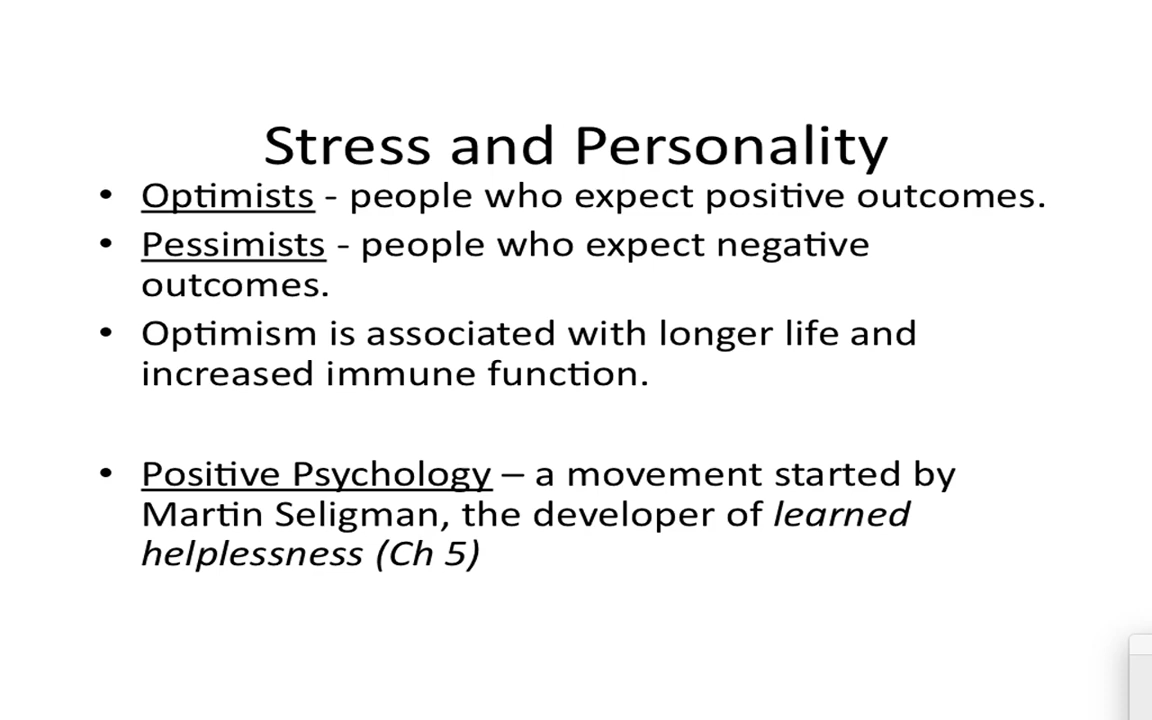 Stress and Personality
• Optimists - people who expect positive outcomes.
• Pessimists - people who expect negative
outcomes.
• Optimism is associated with longer life and
increased immune function.
• Positive Psychology – a movement started by
Martin Seligman, the developer of learned
helplessness (Ch 5)